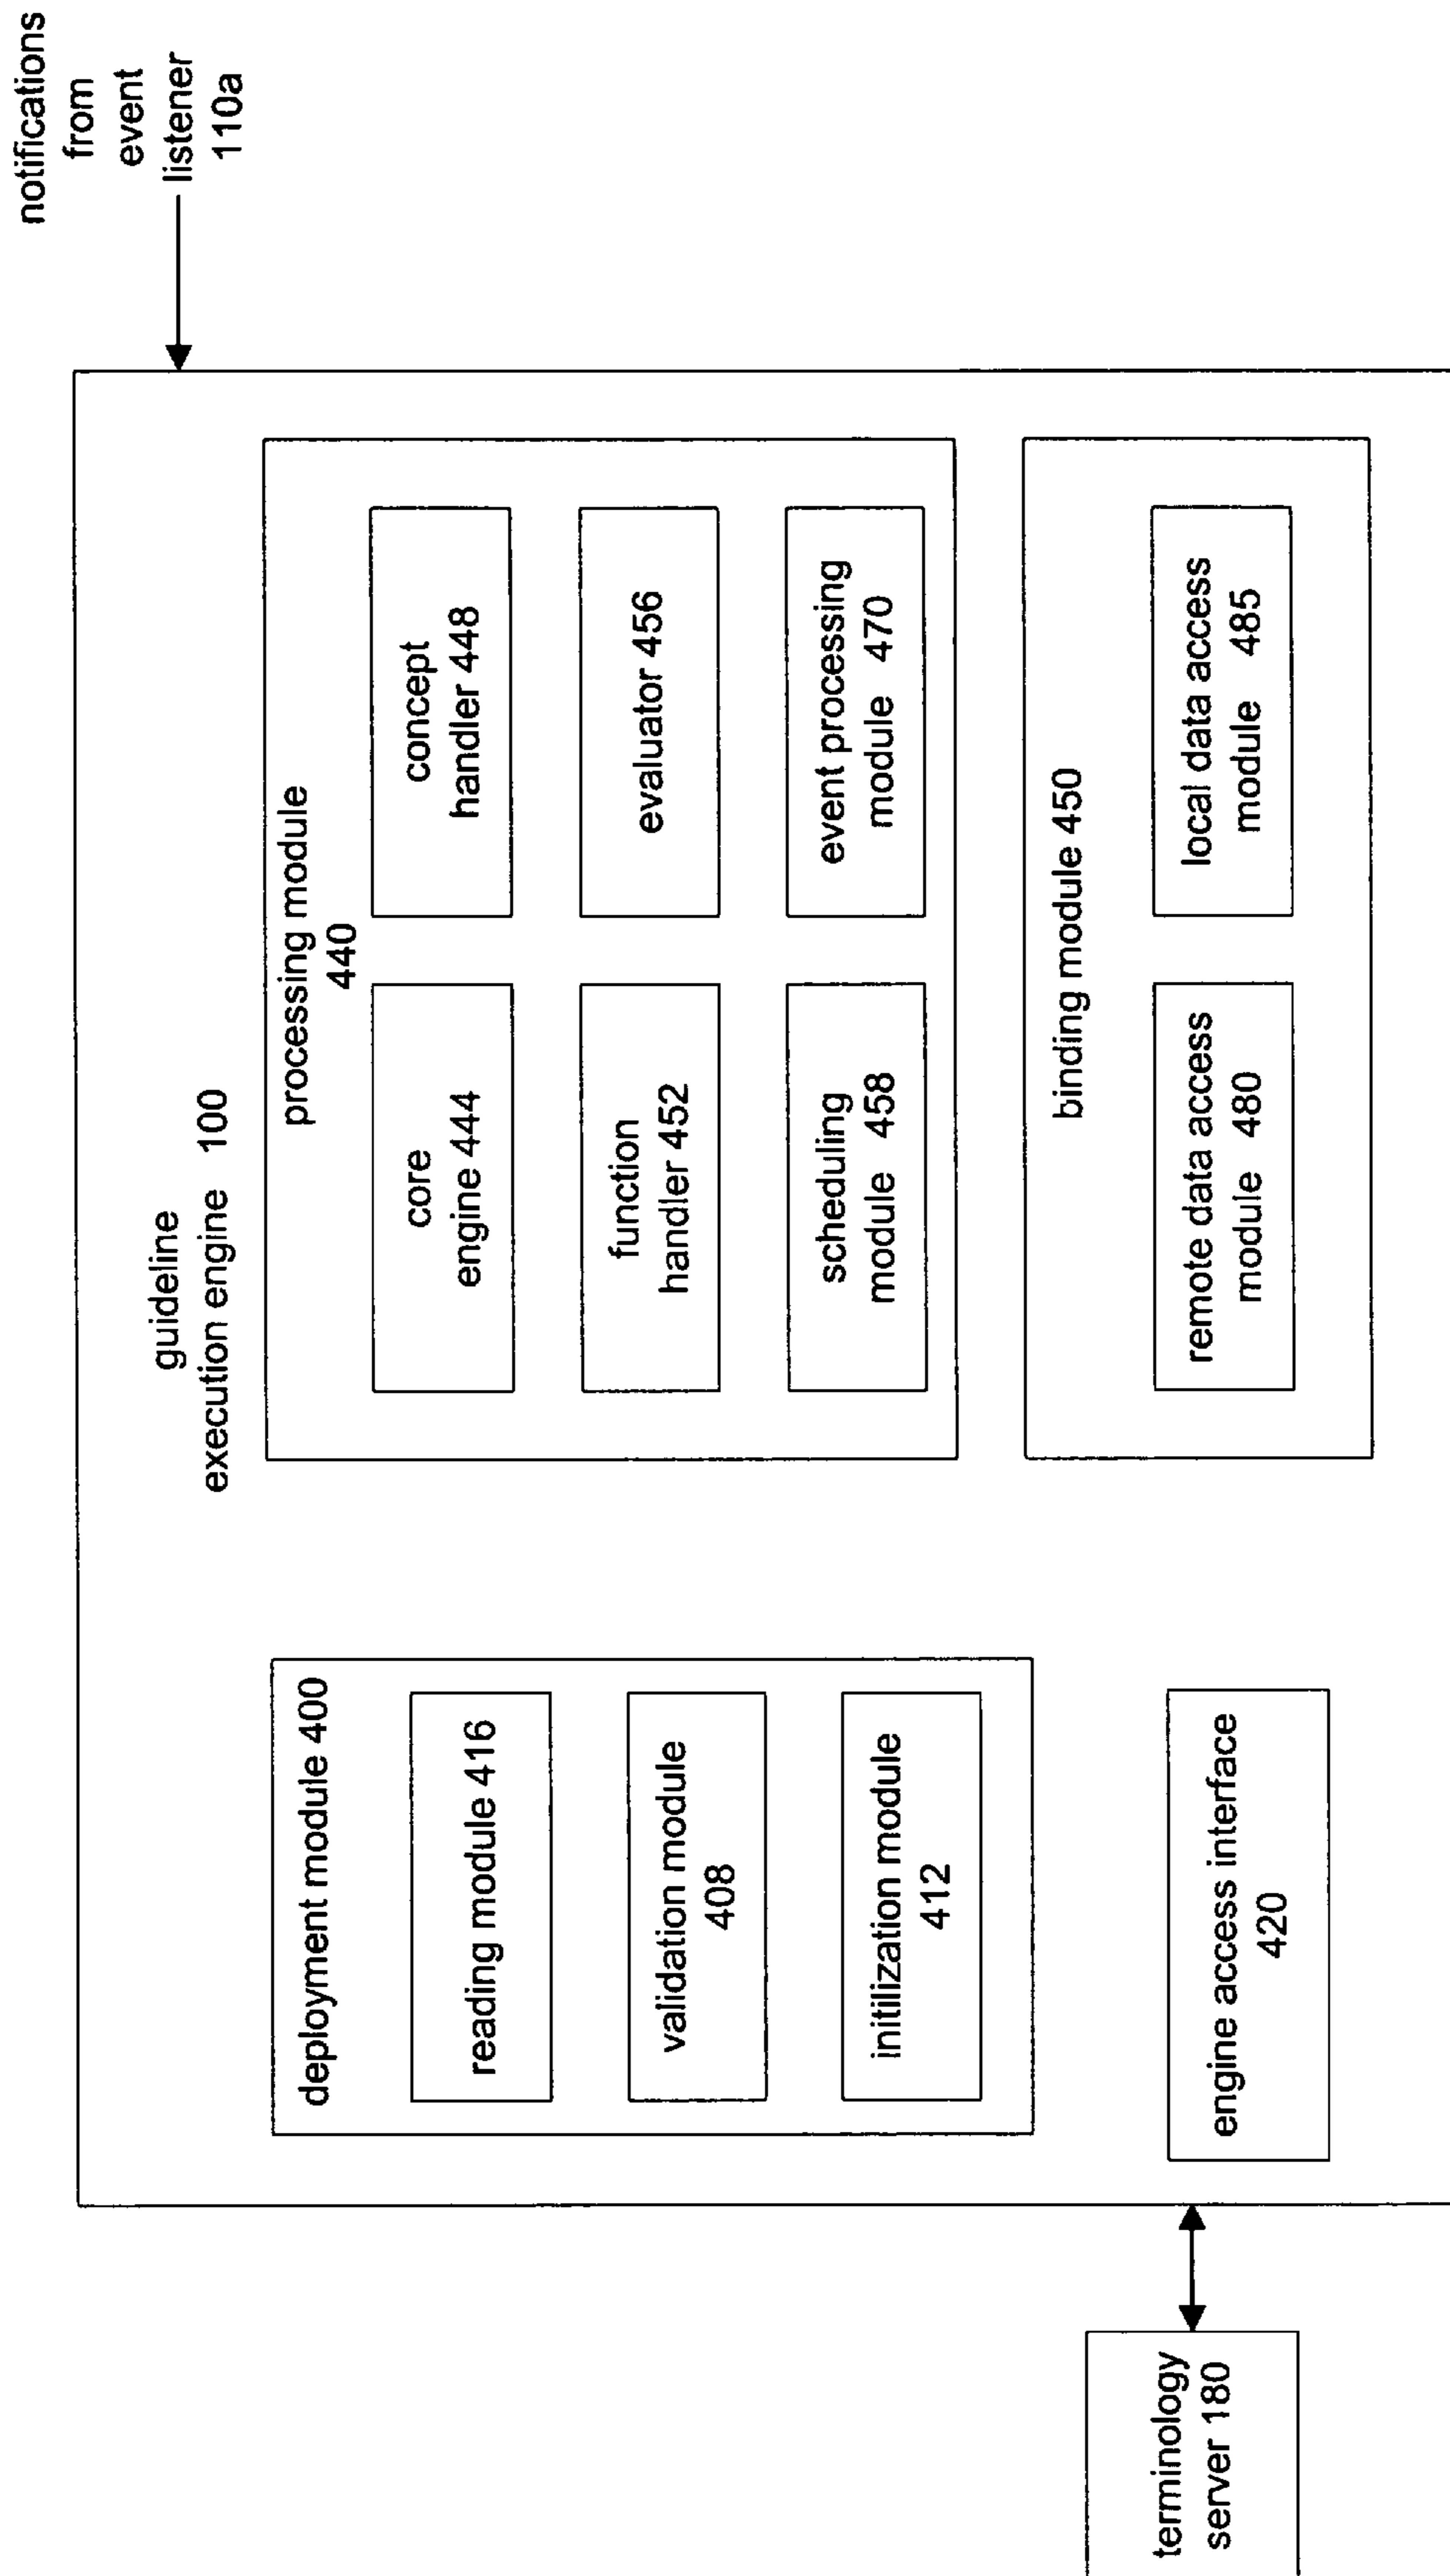 notifications
from
event
listener
110a
guideline
execution engine 100
deployment module 400
reading module 416
validation module
408
initilization module
412
engine access interface
420
processing module
440
core
engine 444
concept
handler 448
function
handler 452
evaluator 456
scheduling
module 458
event processing
module 470
binding module 450
remote data access
module 480
local data access
module 485
terminology
server 180